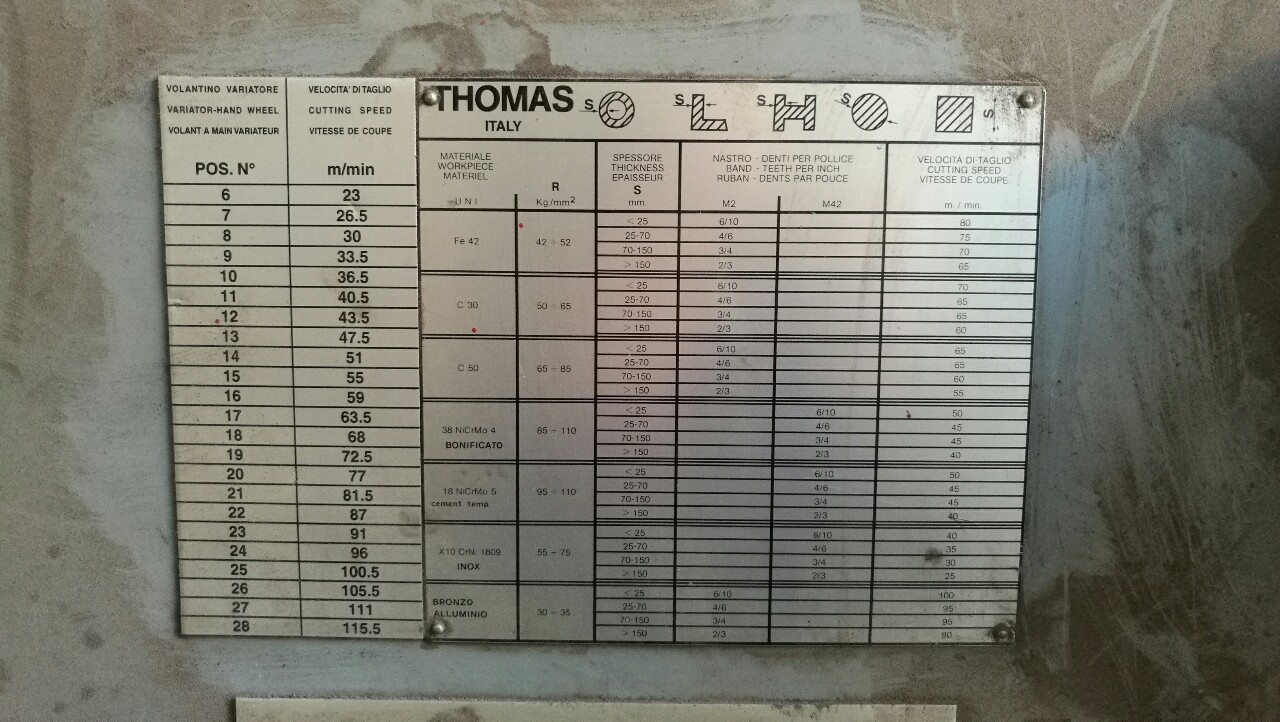 VOLANTINO VARIATORE VELOCITA' DI TAGLIO
VARIATOR-HAND WHEEL CUTTING SPEED
VOLANT A MAIN VARIATEUR VITESSE DE COUPE
POS. N° m/min
6 23
7 26.5
8 30
9 33.5
10 36.5
11 40.5
12 43.5
13 47.5
14 51
15 55
16 59
17 63.5
18 68
19 72.5
20 77
21 81.5
22 87
23 91
24 96
25 100.5
26 105.5
27 111
28 115.5
THOMAS S S S S S
ITALY
MATERIALE
WORKPIECE
MATERIEL
UNI
R
Kg/mm2
SPESSORE
THICKNESS
EPAISSEUR
S
mm.
NASTRO - DENTI PER POLLICE
BAND - TEETH PER INCH
RUBAN - DENTS PAR POUCE
M2 M42
VELOCITÀ DI TAGLIO
CUTTING SPEED
VITESSE DE COUPE
m. / min.
Fe 42 42 ÷ 52
< 25 6/10 80
25-70 4/6 75
70-150 3/4 70
> 150 2/3 65
C 30 50 ÷ 65
< 25 6/10 70
25-70 4/6 65
70-150 3/4 65
> 150 2/3 60
C 50 65 ÷ 85
< 25 6/10 65
25-70 4/6 65
70-150 3/4 60
> 150 2/3 55
38 NiCrMo 4
BONIFICATO
85 ÷ 110
< 25 6/10 50
25-70 4/6 45
70-150 3/4 45
> 150 2/3 40
18 NiCrMo 5
cement. temp.
95 ÷ 110
< 25 6/10 50
25-70 4/6 45
70-150 3/4 45
> 150 2/3 40
X10 CrNi 1809
INOX
55 ÷ 75
< 25 6/10 40
25-70 4/6 35
70-150 3/4 30
> 150 2/3 25
BRONZO
ALLUMINIO
30 ÷ 35
< 25 6/10 100
25-70 4/6 95
70-150 3/4 95
> 150 2/3 90